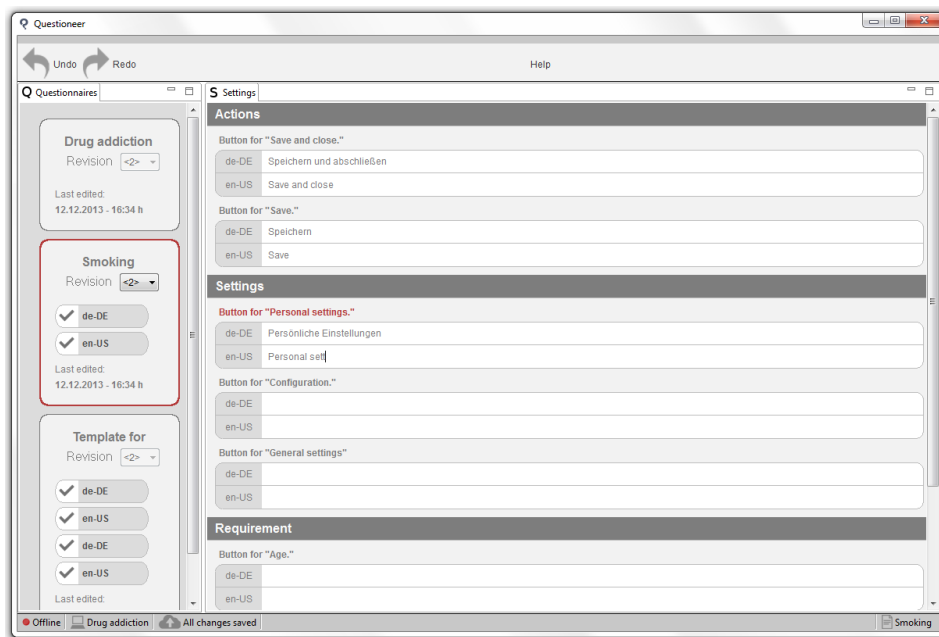 Questioneer
Undo Redo Help
Q Questionnaires
Drug addiction
Revision <2>
Last edited:
12.12.2013 - 16:34 h
Smoking
Revision <2>
de-DE
en-US
Last edited:
12.12.2013 - 16:34 h
Template for
Revision <2>
de-DE
en-US
de-DE
en-US
Last edited:
S Settings
Actions
Button for "Save and close."
de-DE Speichern und abschließen
en-US Save and close
Button for "Save."
de-DE Speichern
en-US Save
Settings
Button for "Personal settings."
de-DE Persönliche Einstellungen
en-US Personal sett
Button for "Configuration."
de-DE
en-US
Button for "General settings"
de-DE
en-US
Requirement
Button for "Age."
de-DE
en-US
Offline Drug addiction All changes saved Smoking